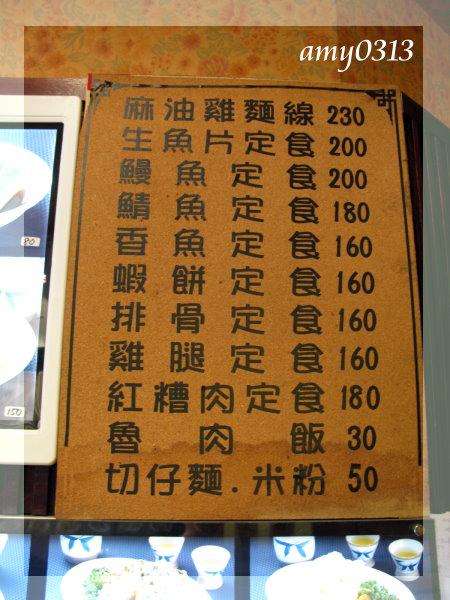 amy0313
麻油雞麵線 230
生魚片定食 200
鰻魚定食 200
鯖魚定食 180
香魚定食 160
蝦餅定食 160
排骨定食 160
雞腿定食 160
紅糟肉定食 180
魯肉飯 30
切仔麵.米粉 50
80
150